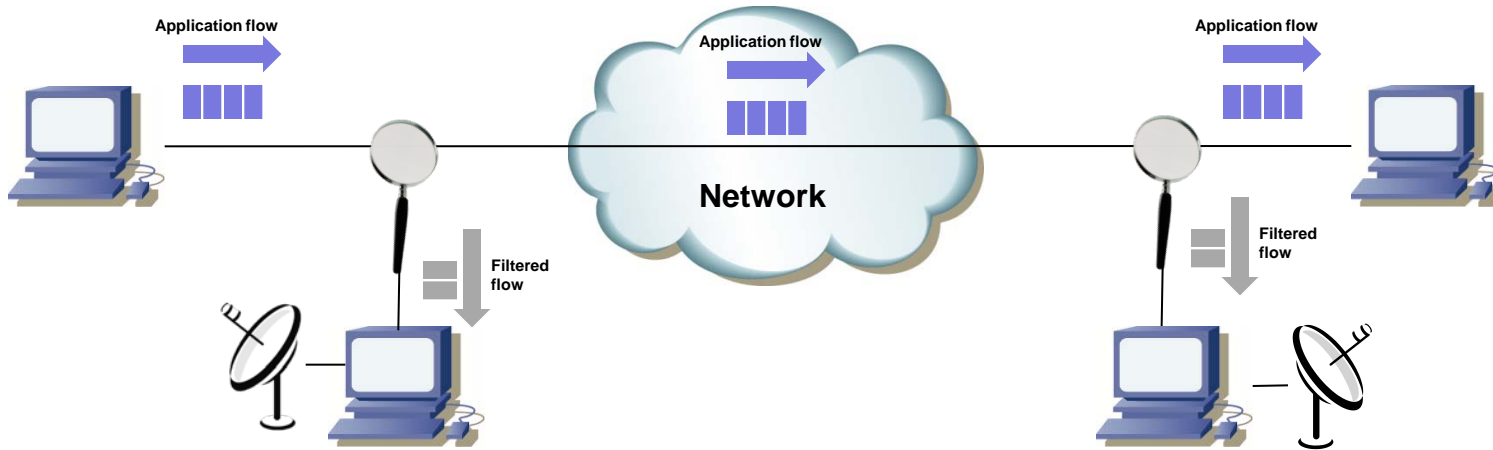 Application flow
Application flow
Application flow
Network
Filtered
flow
Filtered
flow